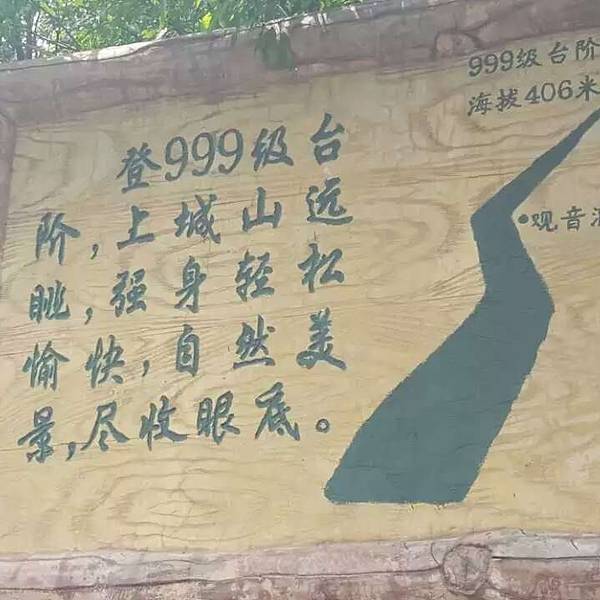 登999级台
阶,上城山远
眺,强身轻松
愉快,自然美
景,尽收眼底。
999级台阶
海拔406米
•观音